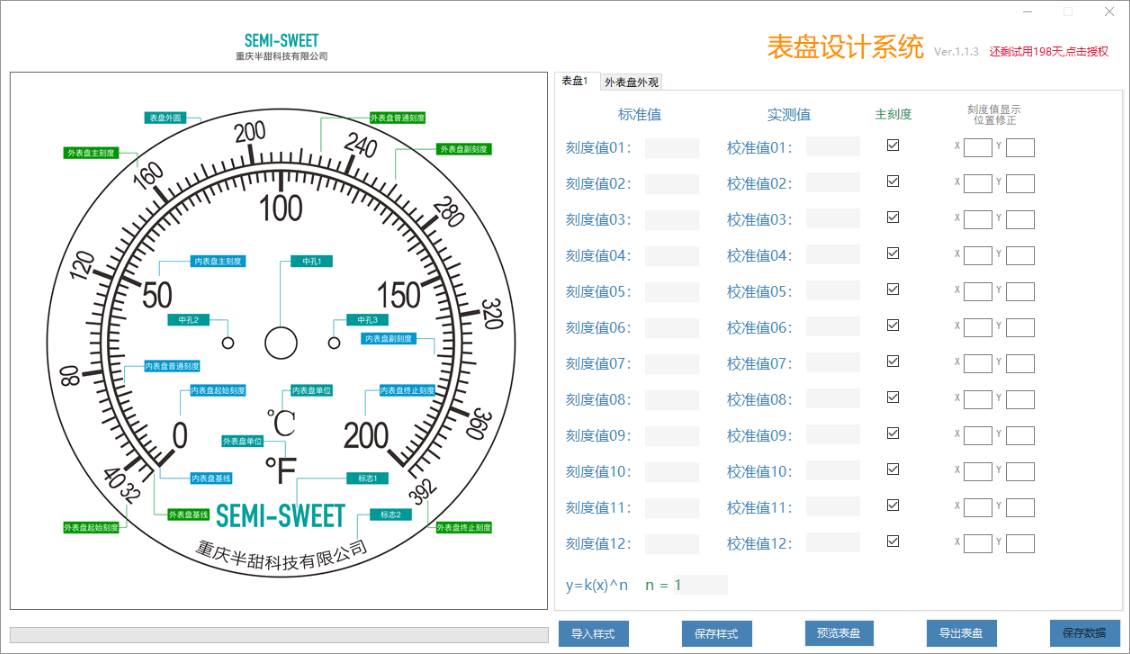 SEMI-SWEET
重庆半甜科技有限公司
表盘设计系统 Ver.1.1.3 还剩试用198天,点击授权
表盘1 外表盘外观
表盘外圆
外表盘普通刻度
外表盘主刻度
外表盘副刻度
200
240
160
280
100
120
内表盘主刻度
中孔1
50
150
320
中孔2
中孔3
内表盘副刻度
80
内表盘普通刻度
内表盘起始刻度
内表盘单位
内表盘终止刻度
360
℃
0
200
外表盘单位
°F
40
32
内表盘基线
标志1
392
外表盘基线
SEMI-SWEET
标志2
外表盘起始刻度
外表盘终止刻度
重庆半甜科技有限公司
标准值 实测值 主刻度 刻度值显示
位置修正
刻度值01: 校准值01: X Y
刻度值02: 校准值02: X Y
刻度值03: 校准值03: X Y
刻度值04: 校准值04: X Y
刻度值05: 校准值05: X Y
刻度值06: 校准值06: X Y
刻度值07: 校准值07: X Y
刻度值08: 校准值08: X Y
刻度值09: 校准值09: X Y
刻度值10: 校准值10: X Y
刻度值11: 校准值11: X Y
刻度值12: 校准值12: X Y
y=k(x)^n n = 1
导入样式 保存样式 预览表盘 导出表盘 保存数据